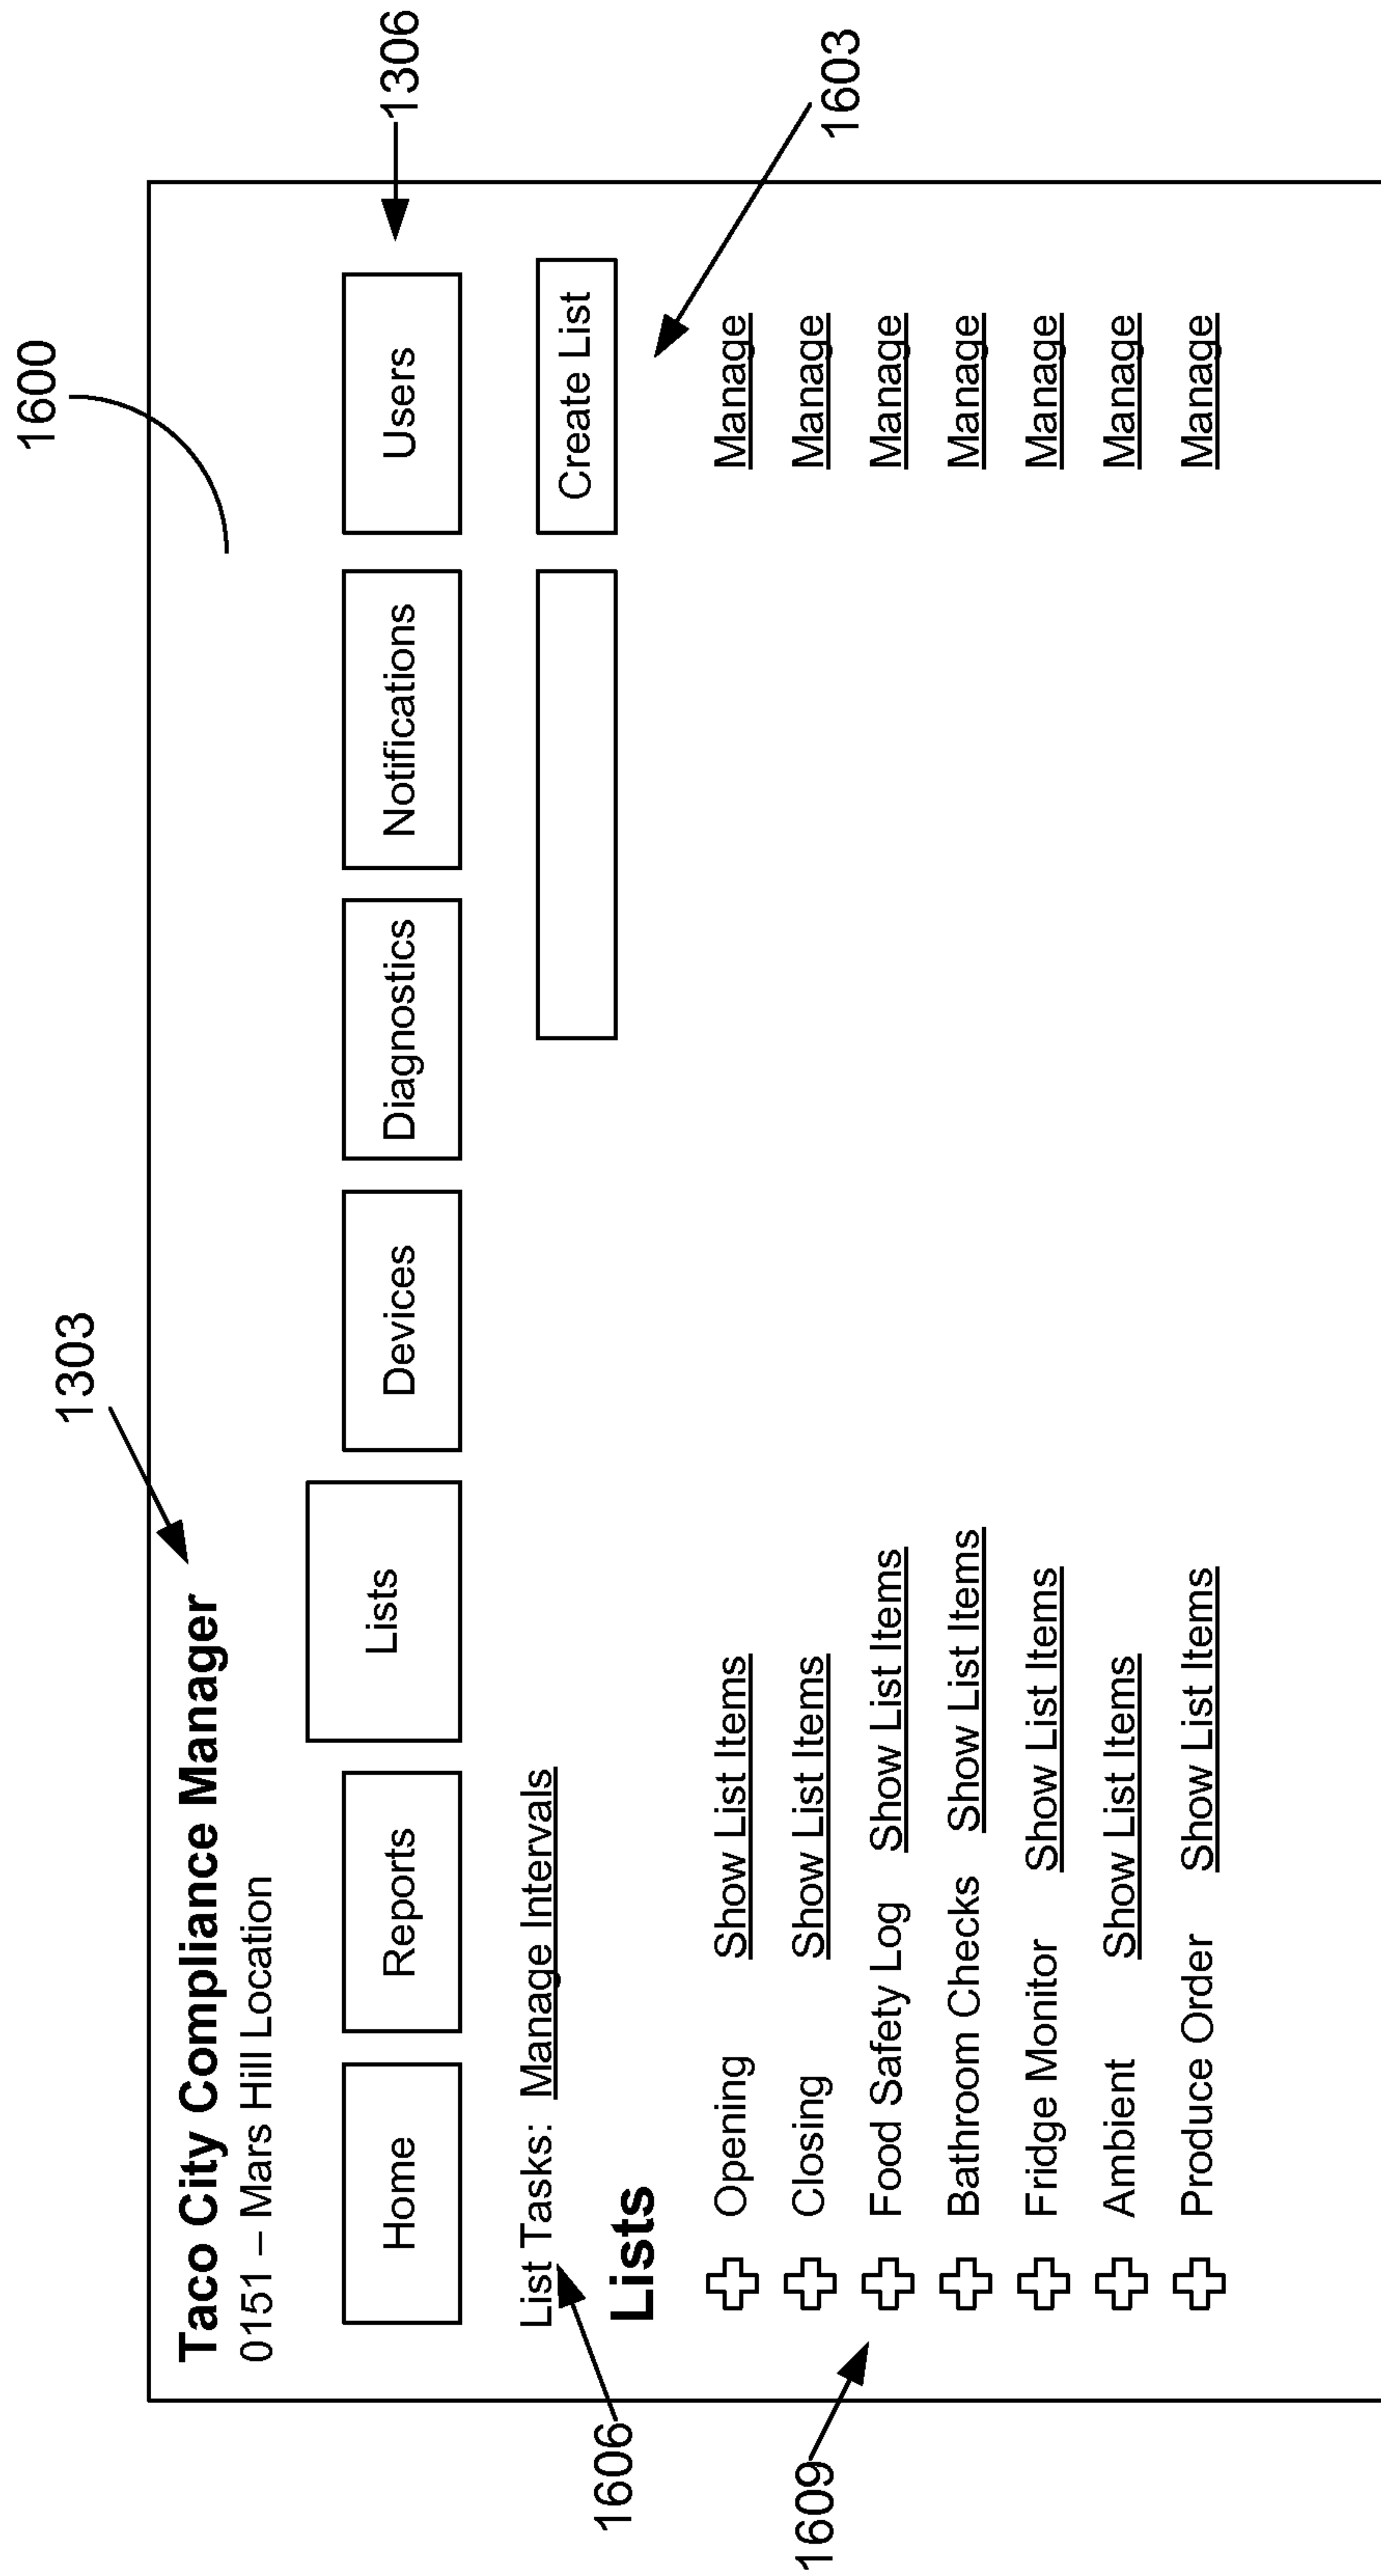 1600
1303
Taco City Compliance Manager
0151 – Mars Hill Location
1306
Home Reports Lists Devices Diagnostics Notifications Users
List Tasks: Manage Intervals Create List
1606
Lists
1603
Opening Show List Items Manage
Closing Show List Items Manage
1609
Food Safety Log Show List Items Manage
Bathroom Checks Show List Items Manage
Fridge Monitor Show List Items Manage
Ambient Show List Items Manage
Produce Order Show List Items Manage